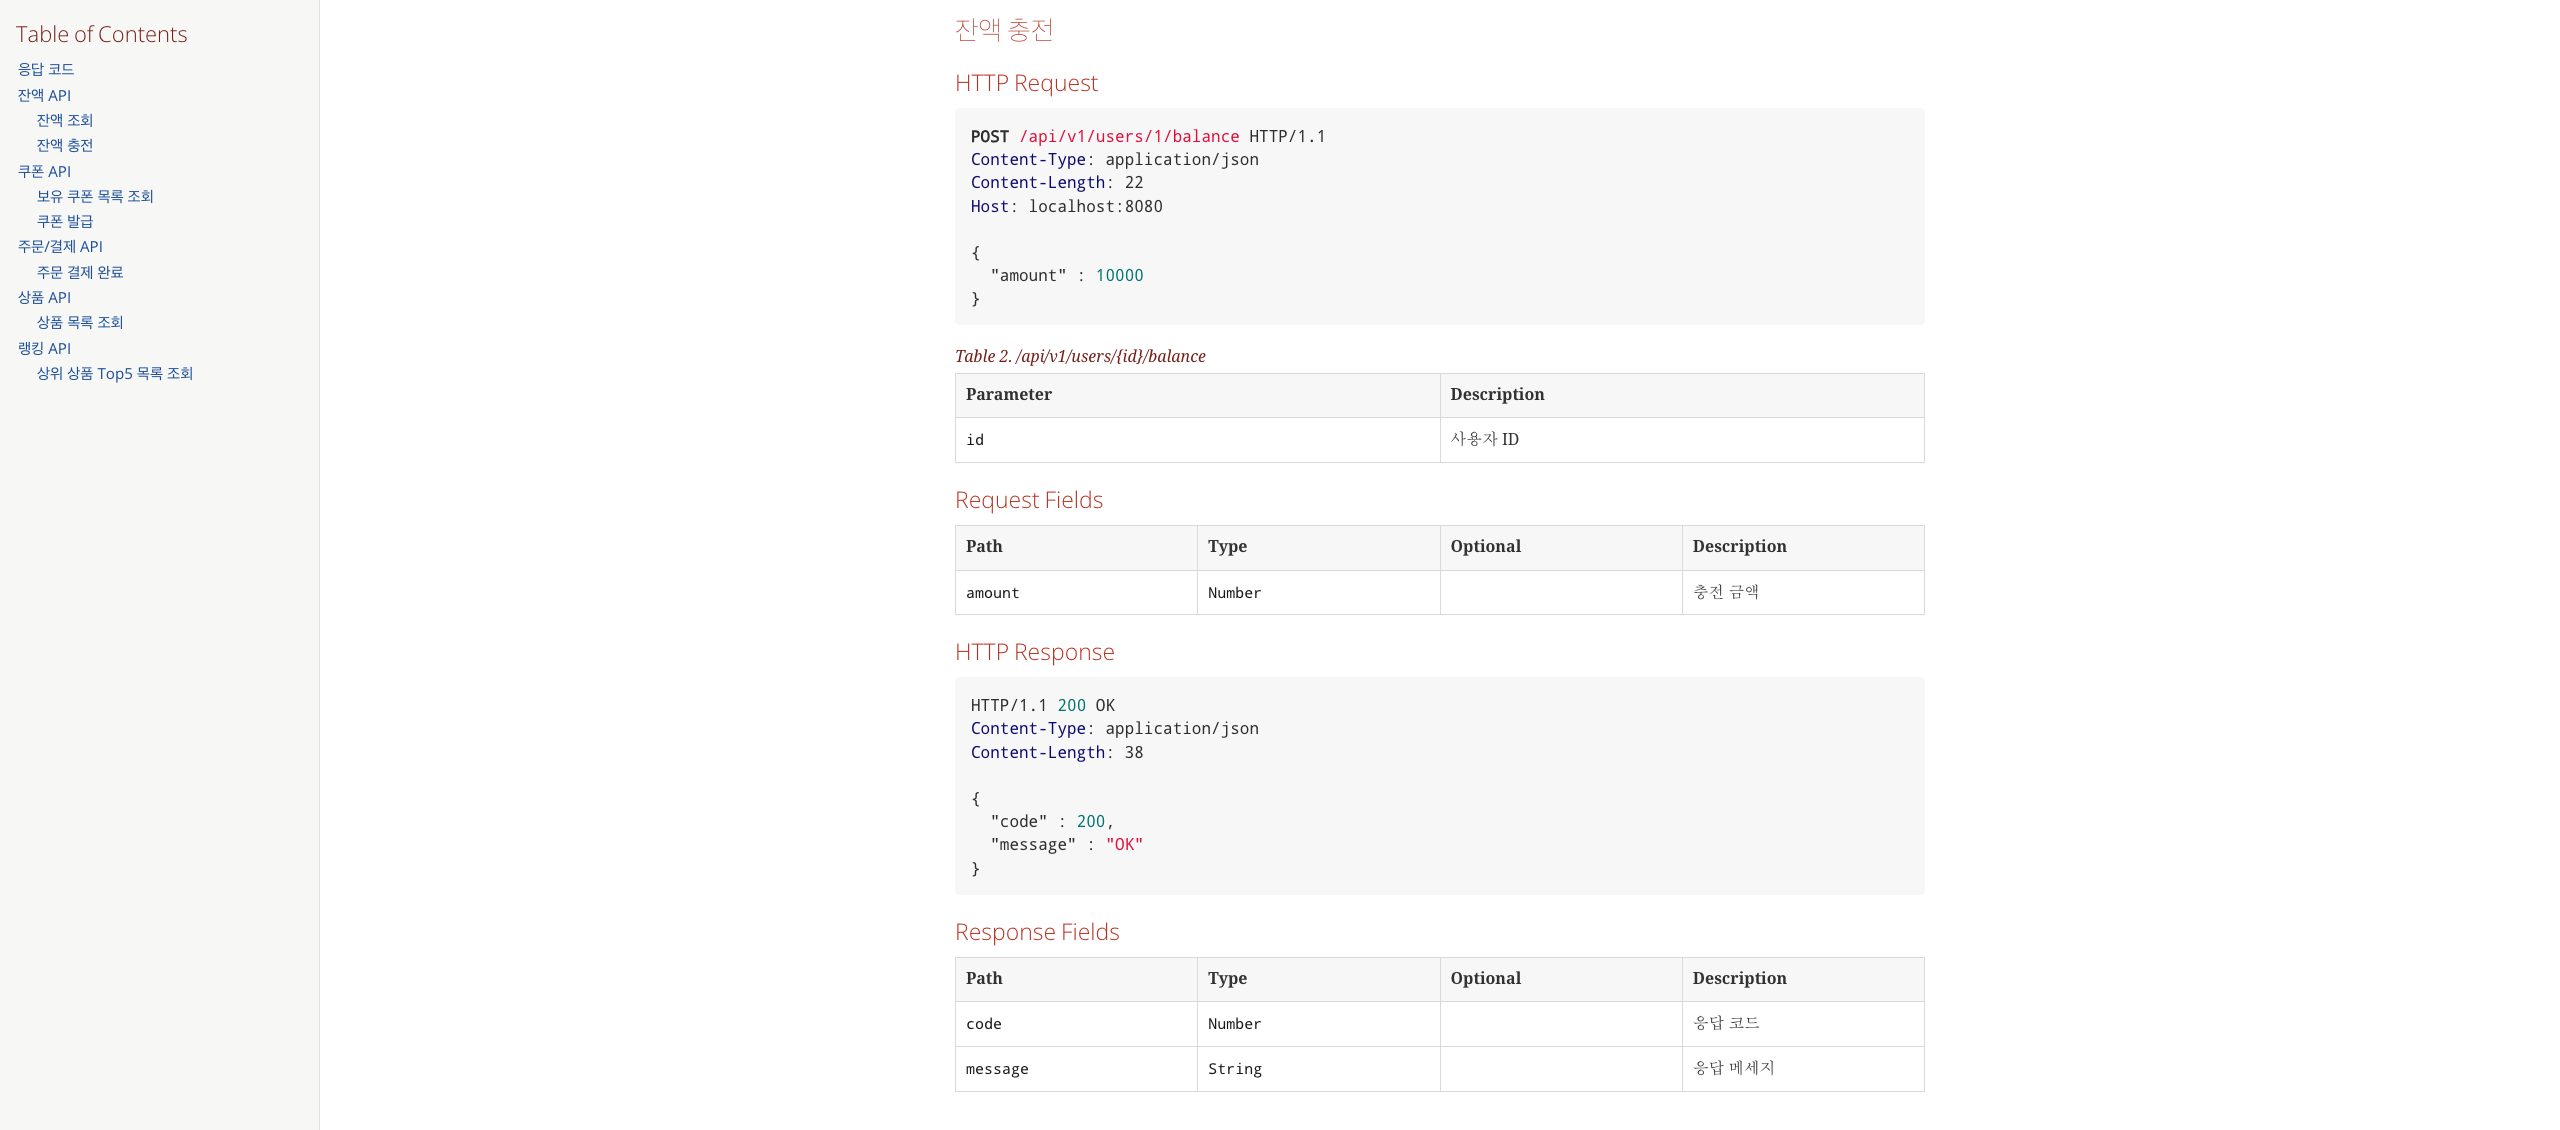 Table of Contents
응답 코드
잔액 API
잔액 조회
잔액 충전
쿠폰 API
보유 쿠폰 목록 조회
쿠폰 발급
주문/결제 API
주문 결제 완료
상품 API
상품 목록 조회
랭킹 API
상위 상품 Top5 목록 조회
잔액 충전
HTTP Request
POST /api/v1/users/1/balance HTTP/1.1
Content-Type: application/json
Content-Length: 22
Host: localhost:8080
{
  "amount" : 10000
}
Table 2. /api/v1/users/{id}/balance
Parameter Description
id 사용자 ID
Request Fields
Path Type Optional Description
amount Number 충전 금액
HTTP Response
HTTP/1.1 200 OK
Content-Type: application/json
Content-Length: 38
{
  "code" : 200,
  "message" : "OK"
}
Response Fields
Path Type Optional Description
code Number 응답 코드
message String 응답 메세지